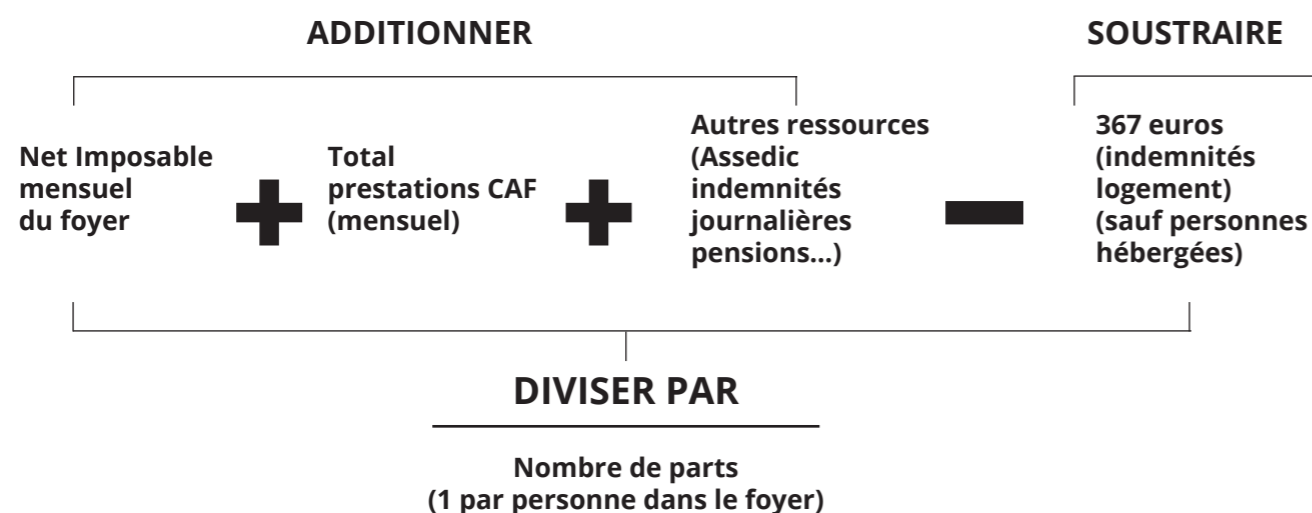 ADDITIONNER
SOUSTRAIRE
Net Imposable
mensuel
du foyer
Total
prestations CAF
(mensuel)
Autres ressources
(Assedic
indemnités
journalières
pensions...)
367 euros
(indemnités
logement)
(sauf personnes
hébergées)
DIVISER PAR
Nombre de parts
(1 par personne dans le foyer)